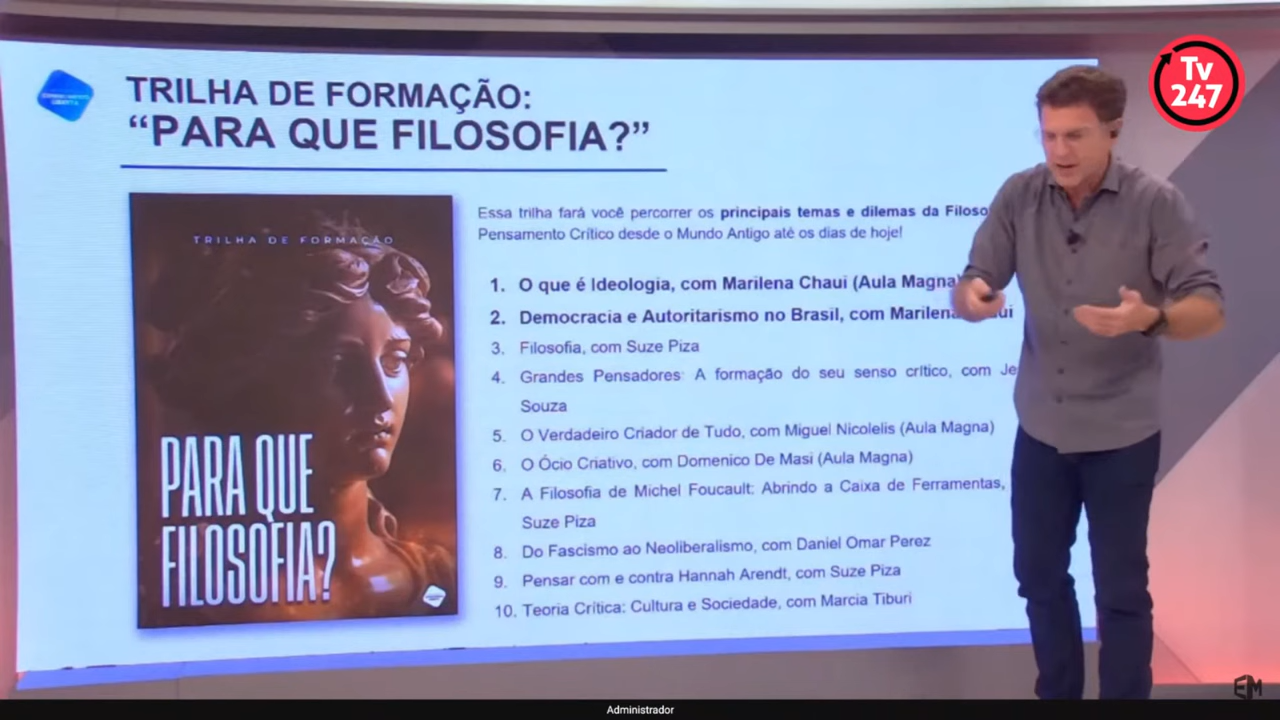 TRILHA DE FORMAÇÃO:
“PARA QUE FILOSOFIA?”
Tv
247
TRILHA DE FORMAÇÃO
PARA QUE
FILOSOFIA?
Essa trilha fará você percorrer os principais temas e dilemas da
Pensamento Crítico desde o Mundo Antigo até os dias de hoje!
1. O que é Ideologia, com Marilena Chaui (Aula Magna)
2. Democracia e Autoritarismo no Brasil, com
3. Filosofia, com Suze Piza
4. Grandes Pensadores: A formação do seu senso crítico, com
Souza
5. O Verdadeiro Criador de Tudo, com Miguel Nicolelis (Aula Magna)
6. O Ócio Criativo, com Domenico De Masi (Aula Magna)
7. A Filosofia de Michel Foucault: Abrindo a Caixa de Ferramentas,
Suze Piza
8. Do Fascismo ao Neoliberalismo, com Daniel Omar Perez
9. Pensar com e contra Hannah Arendt, com Suze Piza
10. Teoria Crítica: Cultura e Sociedade, com Marcia Tiburi
EM
Administrador